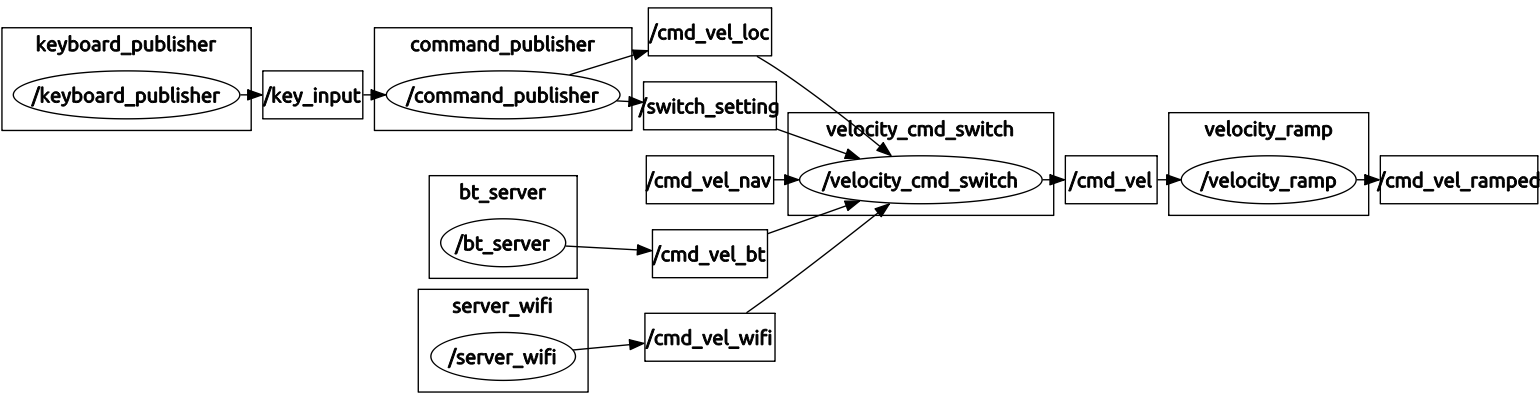 keyboard_publisher
/keyboard_publisher
/key_input
command_publisher
/command_publisher
/cmd_vel_loc
/switch_setting
/cmd_vel_nav
bt_server
/bt_server
/cmd_vel_bt
server_wifi
/server_wifi
/cmd_vel_wifi
velocity_cmd_switch
/velocity_cmd_switch
/cmd_vel
velocity_ramp
/velocity_ramp
/cmd_vel_ramped